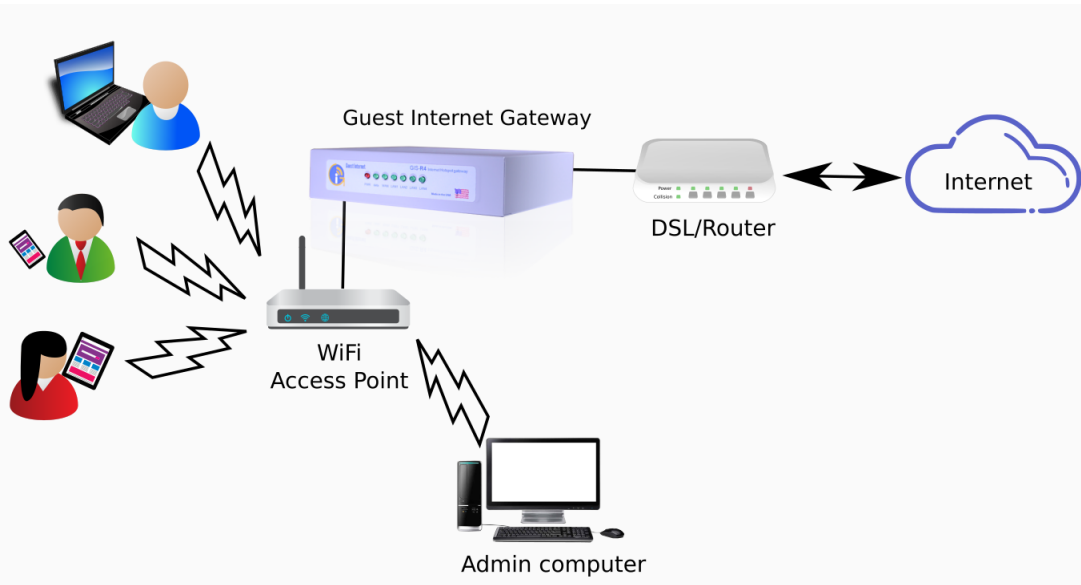 Guest Internet Gateway
Internet
DSL/Router
Power
Collision
WiFi
Access Point
Admin computer